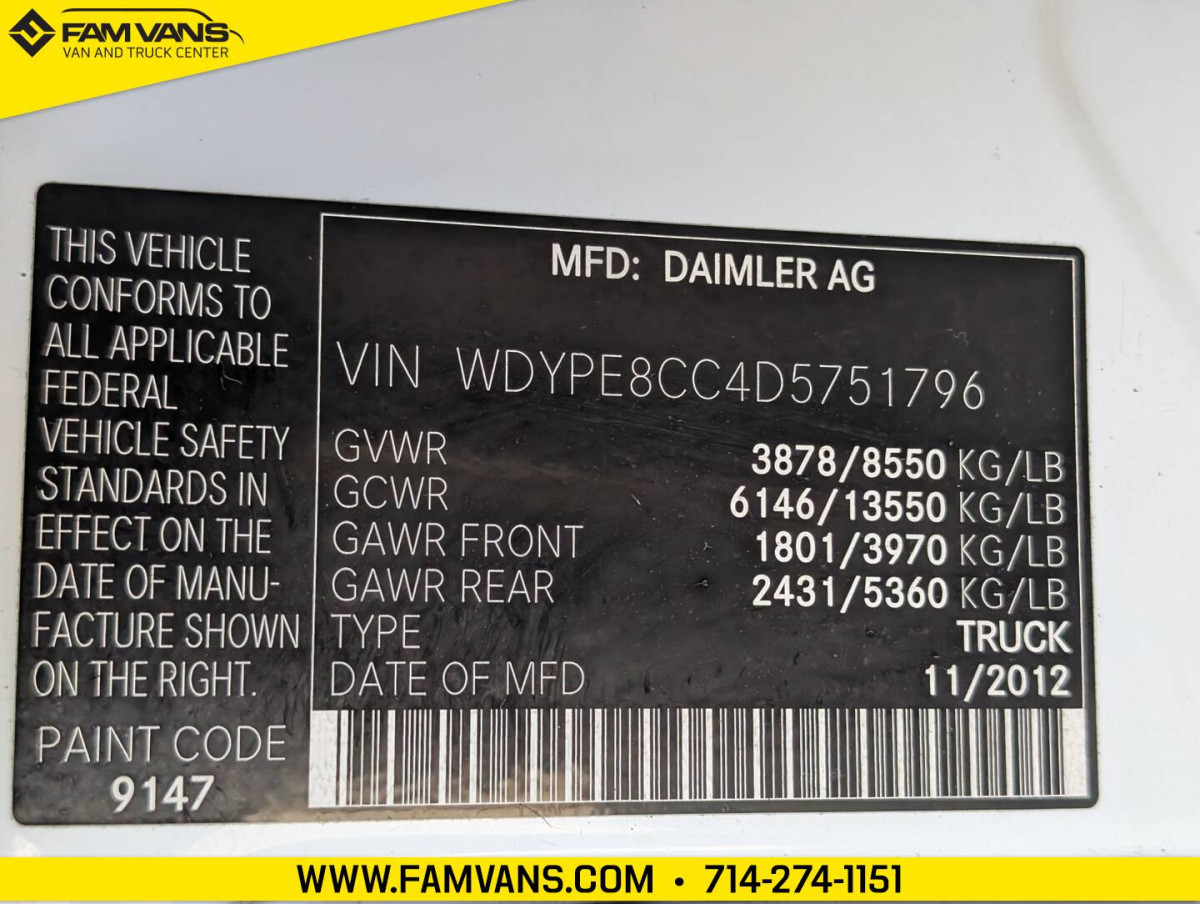 FAM VANS
VAN AND TRUCK CENTER
THIS VEHICLE
CONFORMS TO
ALL APPLICABLE
FEDERAL
VEHICLE SAFETY
STANDARDS IN
EFFECT ON THE
DATE OF MANU-
FACTURE SHOWN
ON THE RIGHT.
PAINT CODE
9147
MFD: DAIMLER AG
VIN WDYPE8CC4D5751796
GVWR 3878/8550 KG/LB
GCWR 6146/13550 KG/LB
GAWR FRONT 1801/3970 KG/LB
GAWR REAR 2431/5360 KG/LB
TYPE TRUCK
DATE OF MFD 11/2012
WWW.FAMVANS.COM • 714-274-1151